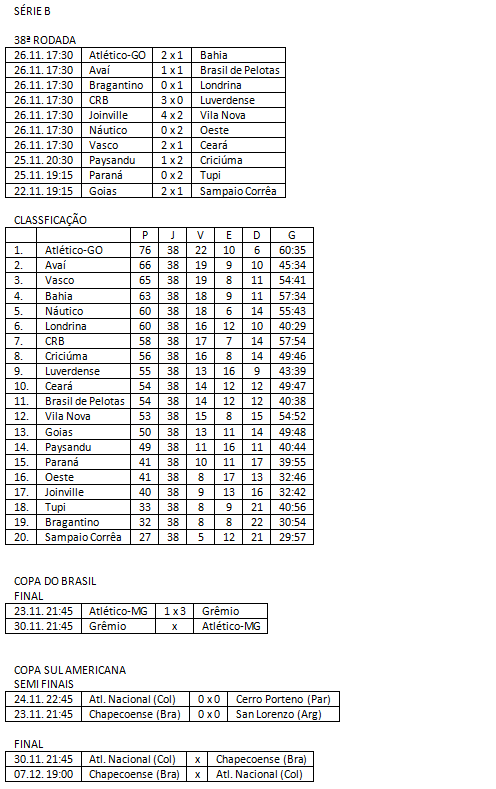 SÉRIE B
38ª RODADA
26.11. 17:30 Atlético-GO 2 x 1 Bahia
26.11. 17:30 Avaí 1 x 1 Brasil de Pelotas
26.11. 17:30 Bragantino 0 x 1 Londrina
26.11. 17:30 CRB 3 x 0 Luverdense
26.11. 17:30 Joinville 4 x 2 Vila Nova
26.11. 17:30 Náutico 0 x 2 Oeste
26.11. 17:30 Vasco 2 x 1 Ceará
25.11. 20:30 Paysandu 1 x 2 Criciúma
25.11. 19:15 Paraná 0 x 2 Tupi
22.11. 19:15 Goias 2 x 1 Sampaio Corrêa
CLASSFICAÇÃO
P J V E D G
1. Atlético-GO 76 38 22 10 6 60:35
2. Avaí 66 38 19 9 10 45:34
3. Vasco 65 38 19 8 11 54:41
4. Bahia 63 38 18 9 11 57:34
5. Náutico 60 38 18 6 14 55:43
6. Londrina 60 38 16 12 10 40:29
7. CRB 58 38 17 7 14 57:54
8. Criciúma 56 38 16 8 14 49:46
9. Luverdense 55 38 13 16 9 43:39
10. Ceará 54 38 14 12 12 49:47
11. Brasil de Pelotas 54 38 14 12 12 40:38
12. Vila Nova 53 38 15 8 15 54:52
13. Goias 50 38 13 11 14 49:48
14. Paysandu 49 38 11 16 11 40:44
15. Paraná 41 38 10 11 17 39:55
16. Oeste 41 38 8 17 13 32:46
17. Joinville 40 38 9 13 16 32:42
18. Tupi 33 38 8 9 21 40:56
19. Bragantino 32 38 8 8 22 30:54
20. Sampaio Corrêa 27 38 5 12 21 29:57
COPA DO BRASIL
FINAL
23.11. 21:45 Atlético-MG 1 x 3 Grêmio
30.11. 21:45 Grêmio x Atlético-MG
COPA SUL AMERICANA
SEMI FINAIS
24.11. 22:45 Atl. Nacional (Col) 0 x 0 Cerro Porteno (Par)
23.11. 21:45 Chapecoense (Bra) 0 x 0 San Lorenzo (Arg)
FINAL
30.11. 21:45 Atl. Nacional (Col) x Chapecoense (Bra)
07.12. 19:00 Chapecoense (Bra) x Atl. Nacional (Col)